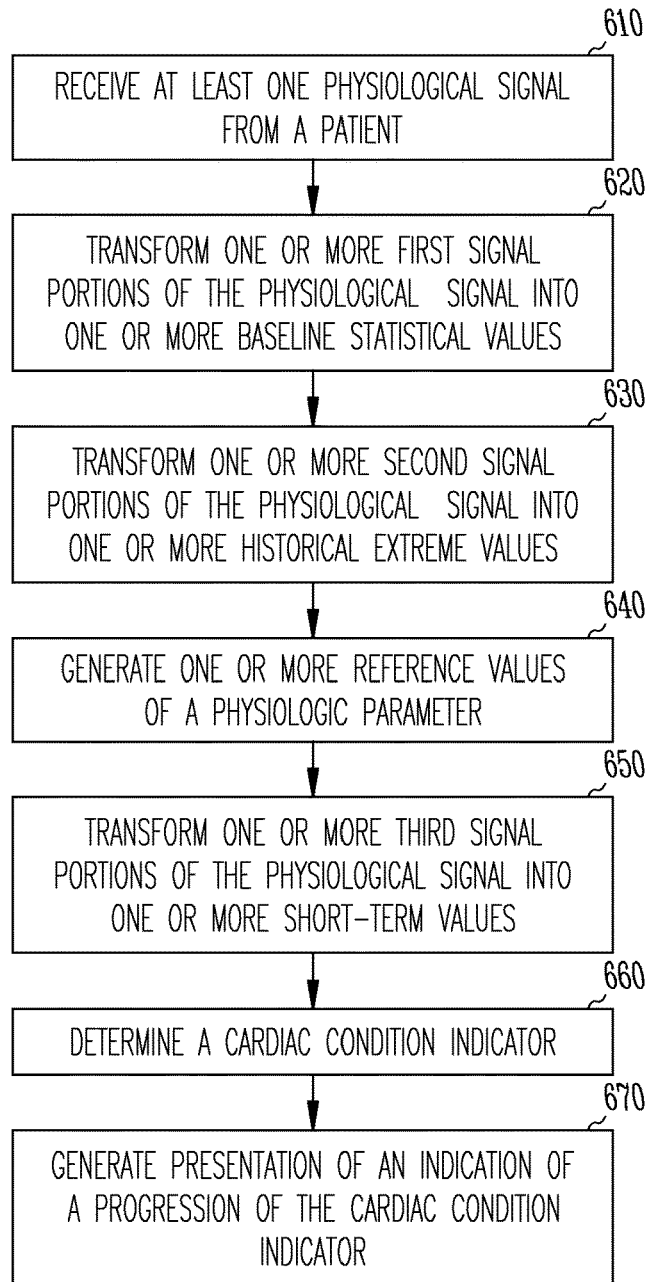 610
RECEIVE AT LEAST ONE PHYSIOLOGICAL SIGNAL
FROM A PATIENT
620
TRANSFORM ONE OR MORE FIRST SIGNAL
PORTIONS OF THE PHYSIOLOGICAL SIGNAL INTO
ONE OR MORE BASELINE STATISTICAL VALUES
630
TRANSFORM ONE OR MORE SECOND SIGNAL
PORTIONS OF THE PHYSIOLOGICAL SIGNAL INTO
ONE OR MORE HISTORICAL EXTREME VALUES
640
GENERATE ONE OR MORE REFERENCE VALUES
OF A PHYSIOLOGIC PARAMETER
650
TRANSFORM ONE OR MORE THIRD SIGNAL
PORTIONS OF THE PHYSIOLOGICAL SIGNAL INTO
ONE OR MORE SHORT-TERM VALUES
660
DETERMINE A CARDIAC CONDITION INDICATOR
670
GENERATE PRESENTATION OF AN INDICATION OF
A PROGRESSION OF THE CARDIAC CONDITION
INDICATOR